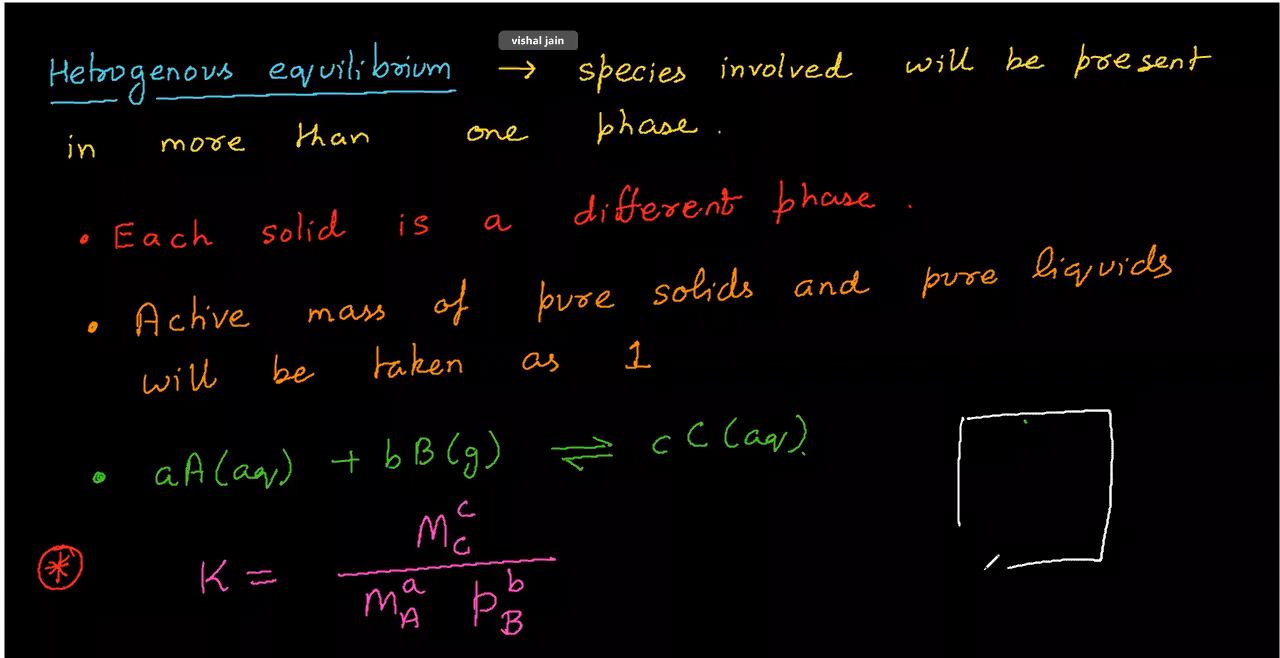 vishal jain
Hetrogenous equilibrium → species involved will be present
in more than one phase.
• Each solid is a different phase.
• Active mass of pure solids and pure liquids
will be taken as 1
• aA(aq) + bB(g) ⇌ cC(aq).
M_C^c
* K = ―――
M_A^a p_B^b